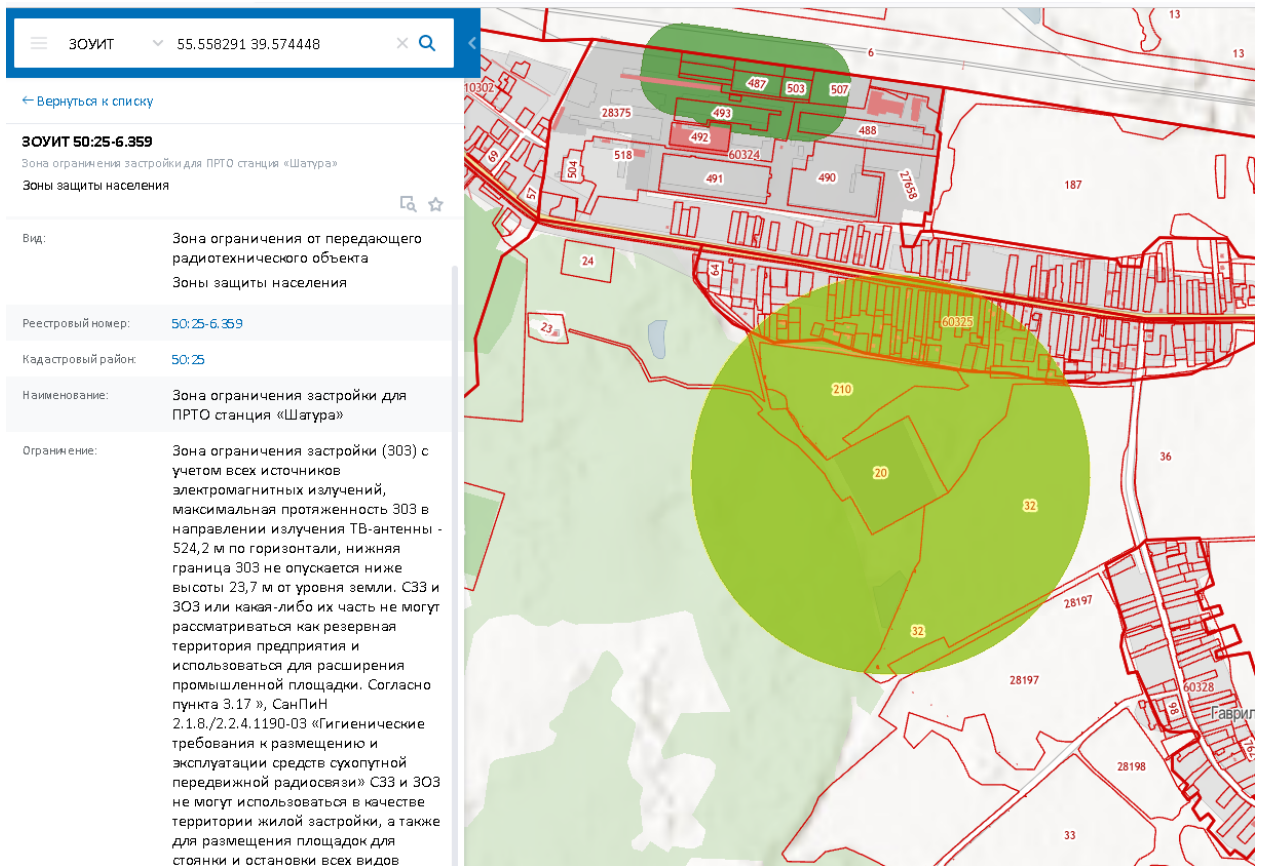 ЗОУИТ 55.558291 39.574448
← Вернуться к списку
ЗОУИТ 50:25-6.359
Зона ограничения застройки для ПРТО станция «Шатура»
Зоны защиты населения
Вид:
Зона ограничения от передающего
радиотехнического объекта
Зоны защиты населения
Реестровый номер:
50:25-6.359
Кадастровый район:
50:25
Наименование:
Зона ограничения застройки для
ПРТО станция «Шатура»
Ограничение:
Зона ограничения застройки (303) с
учетом всех источников
электромагнитных излучений,
максимальная протяженность 303 в
направлении излучения ТВ-антенны -
524,2 м по горизонтали, нижняя
граница 303 не опускается ниже
высоты 23,7 м от уровня земли. СЗЗ и
ЗОЗ или какая-либо их часть не могут
рассматриваться как резервная
территория предприятия и
использоваться для расширения
промышленной площадки. Согласно
пункта 3.17 », СанПиН
2.1.8./2.2.4.1190-03 «Гигиенические
требования к размещению и
эксплуатации средств сухопутной
передвижной радиосвязи» СЗЗ и ЗОЗ
не могут использоваться в качестве
территории жилой застройки, а также
для размещения площадок для
стоянки и остановки всех видов
13
6
13
10302
487
503
507
28375
493
488
492
69
518
60324
504
491
490
27658
187
57
24
64
23
60325
210
36
20
32
28197
32
28197
60328
98
Гаврил
762
28198
33